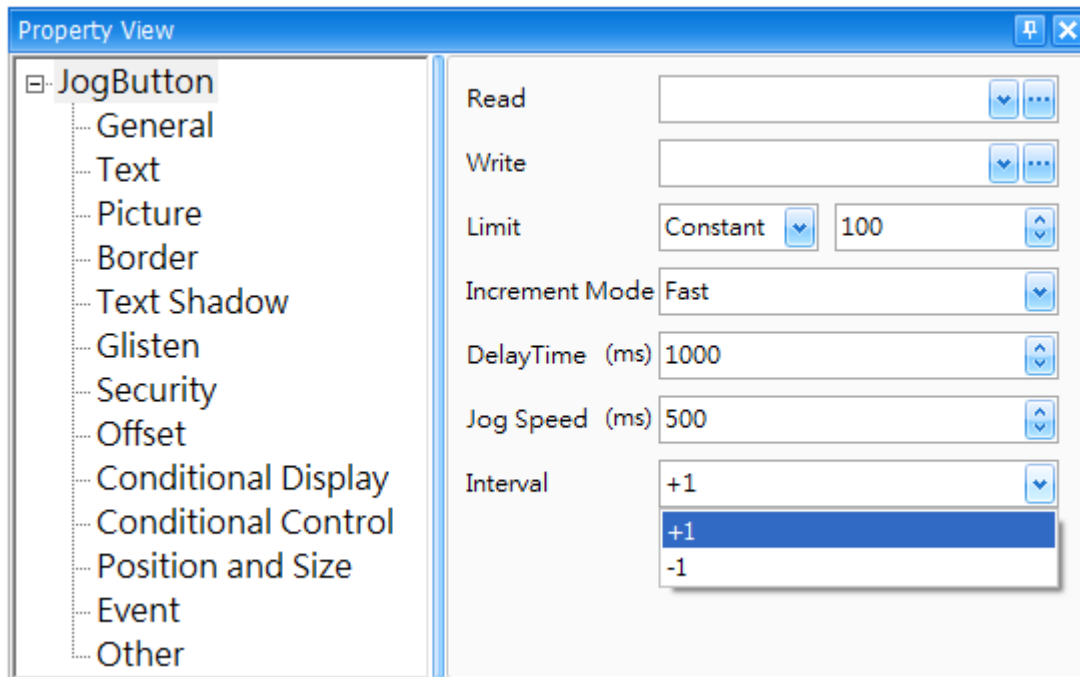 Property View
JogButton
General
Text
Picture
Border
Text Shadow
Glisten
Security
Offset
Conditional Display
Conditional Control
Position and Size
Event
Other
Read
Write
Limit Constant 100
Increment Mode Fast
DelayTime (ms) 1000
Jog Speed (ms) 500
Interval +1
+1
-1